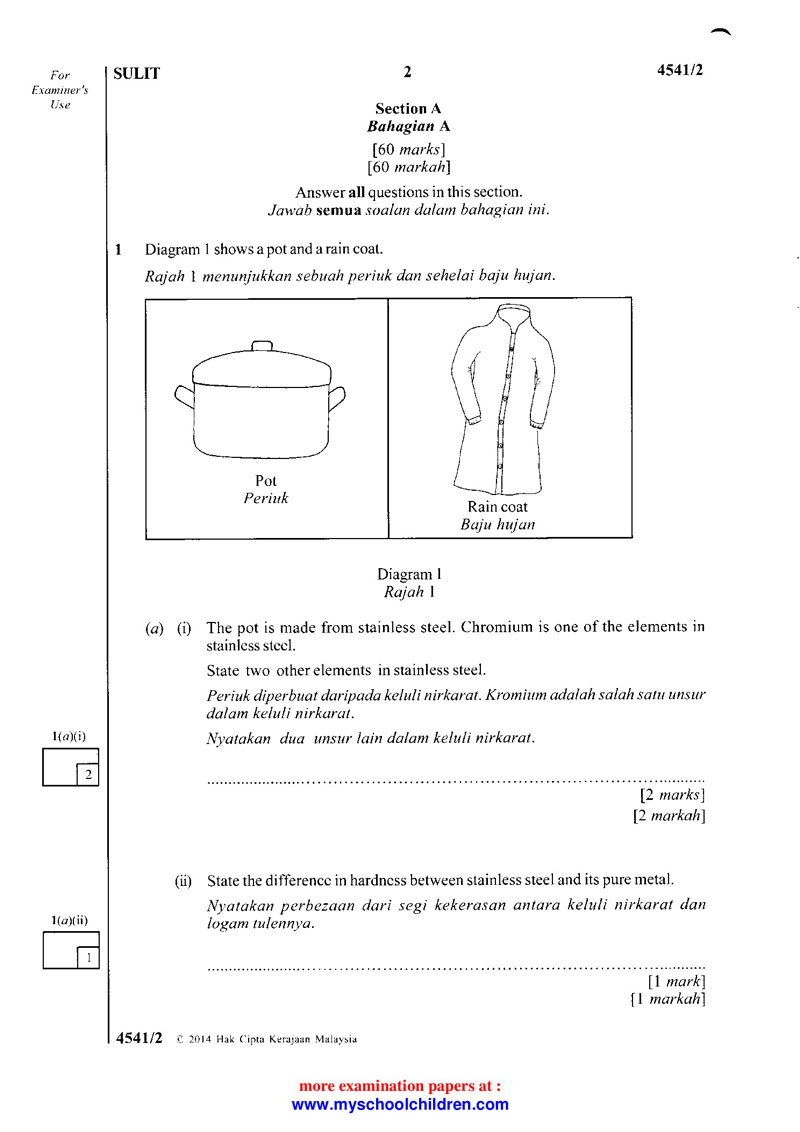 For
Examiner's
Use
SULIT 2 4541/2
Section A
Bahagian A
[60 marks]
[60 markah]
Answer all questions in this section.
Jawab semua soalan dalam bahagian ini.
1 Diagram 1 shows a pot and a rain coat.
Rajah 1 menunjukkan sebuah periuk dan sehelai baju hujan.
Pot
Periuk
Rain coat
Baju hujan
Diagram 1
Rajah 1
(a) (i) The pot is made from stainless steel. Chromium is one of the elements in
stainless steel.
State two other elements in stainless steel.
Periuk diperbuat daripada keluli nirkarat. Kromium adalah salah satu unsur
dalam keluli nirkarat.
Nyatakan dua unsur lain dalam keluli nirkarat.
1(a)(i)
2
[2 marks]
[2 markah]
(ii) State the difference in hardness between stainless steel and its pure metal.
Nyatakan perbezaan dari segi kekerasan antara keluli nirkarat dan
logam tulennya.
1(a)(ii)
1
[1 mark]
[1 markah]
4541/2 © 2014 Hak Cipta Kerajaan Malaysia
more examination papers at :
www.myschoolchildren.com